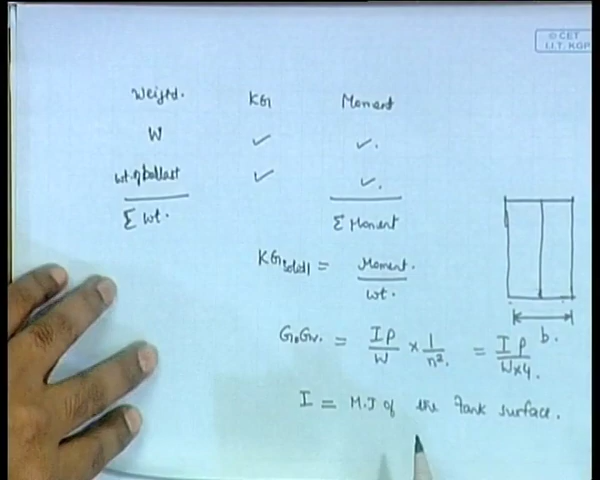 © CET
I.I.T. KGP
Weight. KG Moment
W ✓ ✓.
wt. of ballast ✓ ✓.
Σ wt. Σ Moment
KG solid = Moment. / wt.
G₀Gv. = Iρ / W × 1 / n². = Iρ / W×4.
b.
I = M.I of the Tank surface.